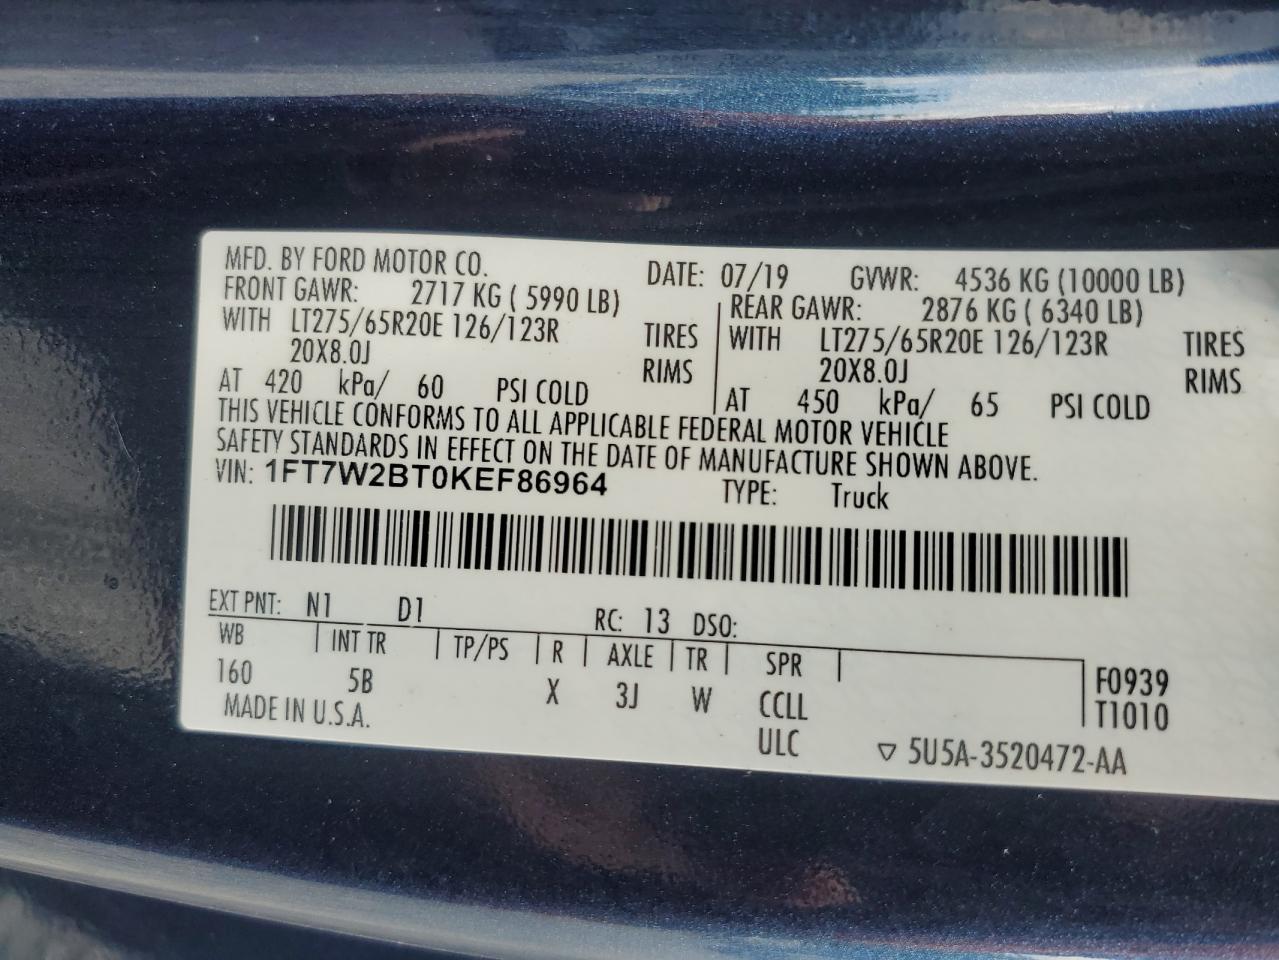 MFD. BY FORD MOTOR CO. DATE: 07/19 GVWR: 4536 KG (10000 LB)
FRONT GAWR: 2717 KG ( 5990 LB) REAR GAWR: 2876 KG ( 6340 LB)
WITH LT275/65R20E 126/123R TIRES WITH LT275/65R20E 126/123R TIRES
20X8.0J RIMS 20X8.0J RIMS
AT 420 kPa/ 60 PSI COLD AT 450 kPa/ 65 PSI COLD
THIS VEHICLE CONFORMS TO ALL APPLICABLE FEDERAL MOTOR VEHICLE
SAFETY STANDARDS IN EFFECT ON THE DATE OF MANUFACTURE SHOWN ABOVE.
VIN: 1FT7W2BT0KEF86964 TYPE: Truck
EXT PNT: N1 D1 RC: 13 DSO:
WB INT TR TP/PS R AXLE TR SPR
160 5B X 3J W CCLL F0939
T1010
MADE IN U.S.A. ULC ▽ 5U5A-3520472-AA